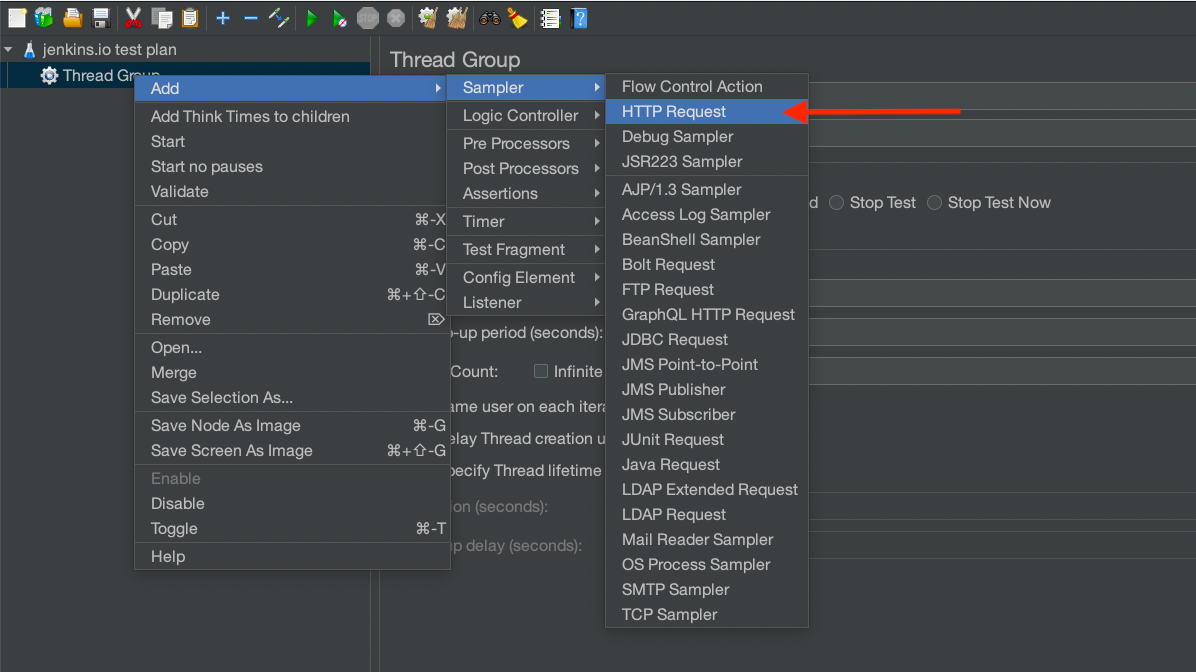 STOP
?
jenkins.io test plan
Thread Group
Thread Group
Add
Add Think Times to children
Start
Start no pauses
Validate
Cut ⌘-X
Copy ⌘-C
Paste ⌘-V
Duplicate ⌘+⇧-C
Remove ⌦
Open...
Merge
Save Selection As...
Save Node As Image ⌘-G
Save Screen As Image ⌘+⇧-G
Enable
Disable
Toggle ⌘-T
Help
Sampler
Logic Controller
Pre Processors
Post Processors
Assertions
Timer
Test Fragment
Config Element
Listener
Flow Control Action
HTTP Request
Debug Sampler
JSR223 Sampler
AJP/1.3 Sampler
Access Log Sampler
BeanShell Sampler
Bolt Request
FTP Request
GraphQL HTTP Request
JDBC Request
JMS Point-to-Point
JMS Publisher
JMS Subscriber
JUnit Request
Java Request
LDAP Extended Request
LDAP Request
Mail Reader Sampler
OS Process Sampler
SMTP Sampler
TCP Sampler
d Stop Test Stop Test Now
-up period (seconds):
Count: Infinite
ame user on each itera
elay Thread creation u
pecify Thread lifetime
ion (seconds):
up delay (seconds):